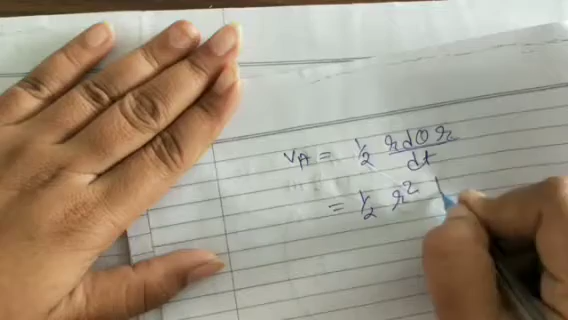 VA = 1/2 r dθ r / dt
= 1/2 r²